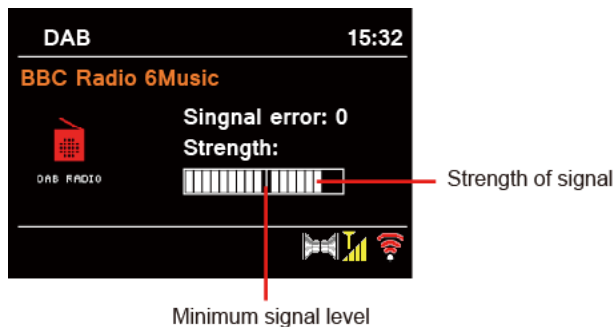 DAB 15:32
BBC Radio 6Music
Singnal error: 0
Strength:
DAB RADIO
Strength of signal
Minimum signal level